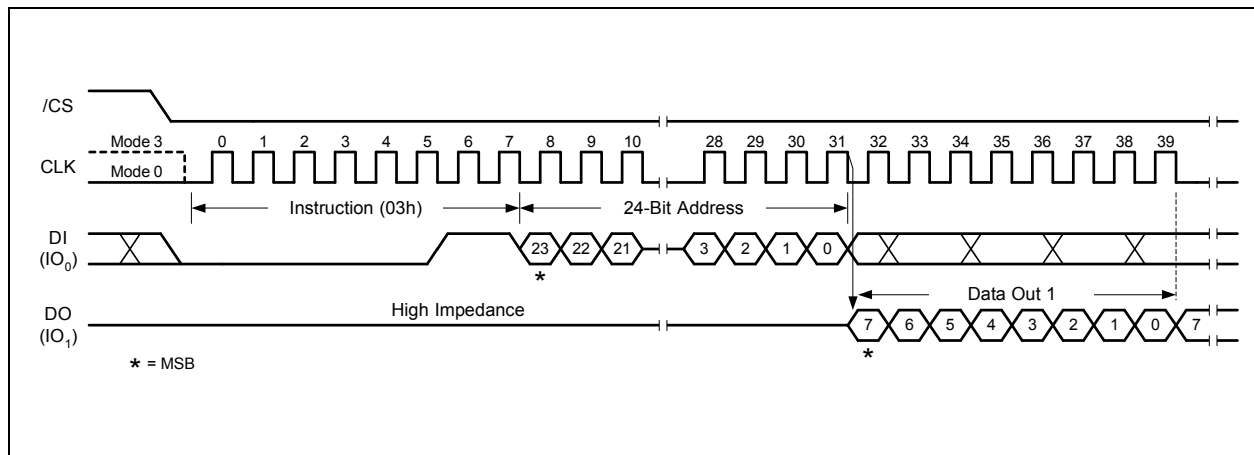 /CS
Mode 3 0 1 2 3 4 5 6 7 8 9 10 28 29 30 31 32 33 34 35 36 37 38 39
CLK Mode 0
Instruction (03h) 24-Bit Address
DI
(IO0) 23 22 21 3 2 1 0
*
Data Out 1
High Impedance
DO
(IO1) 7 6 5 4 3 2 1 0 7
*
* = MSB